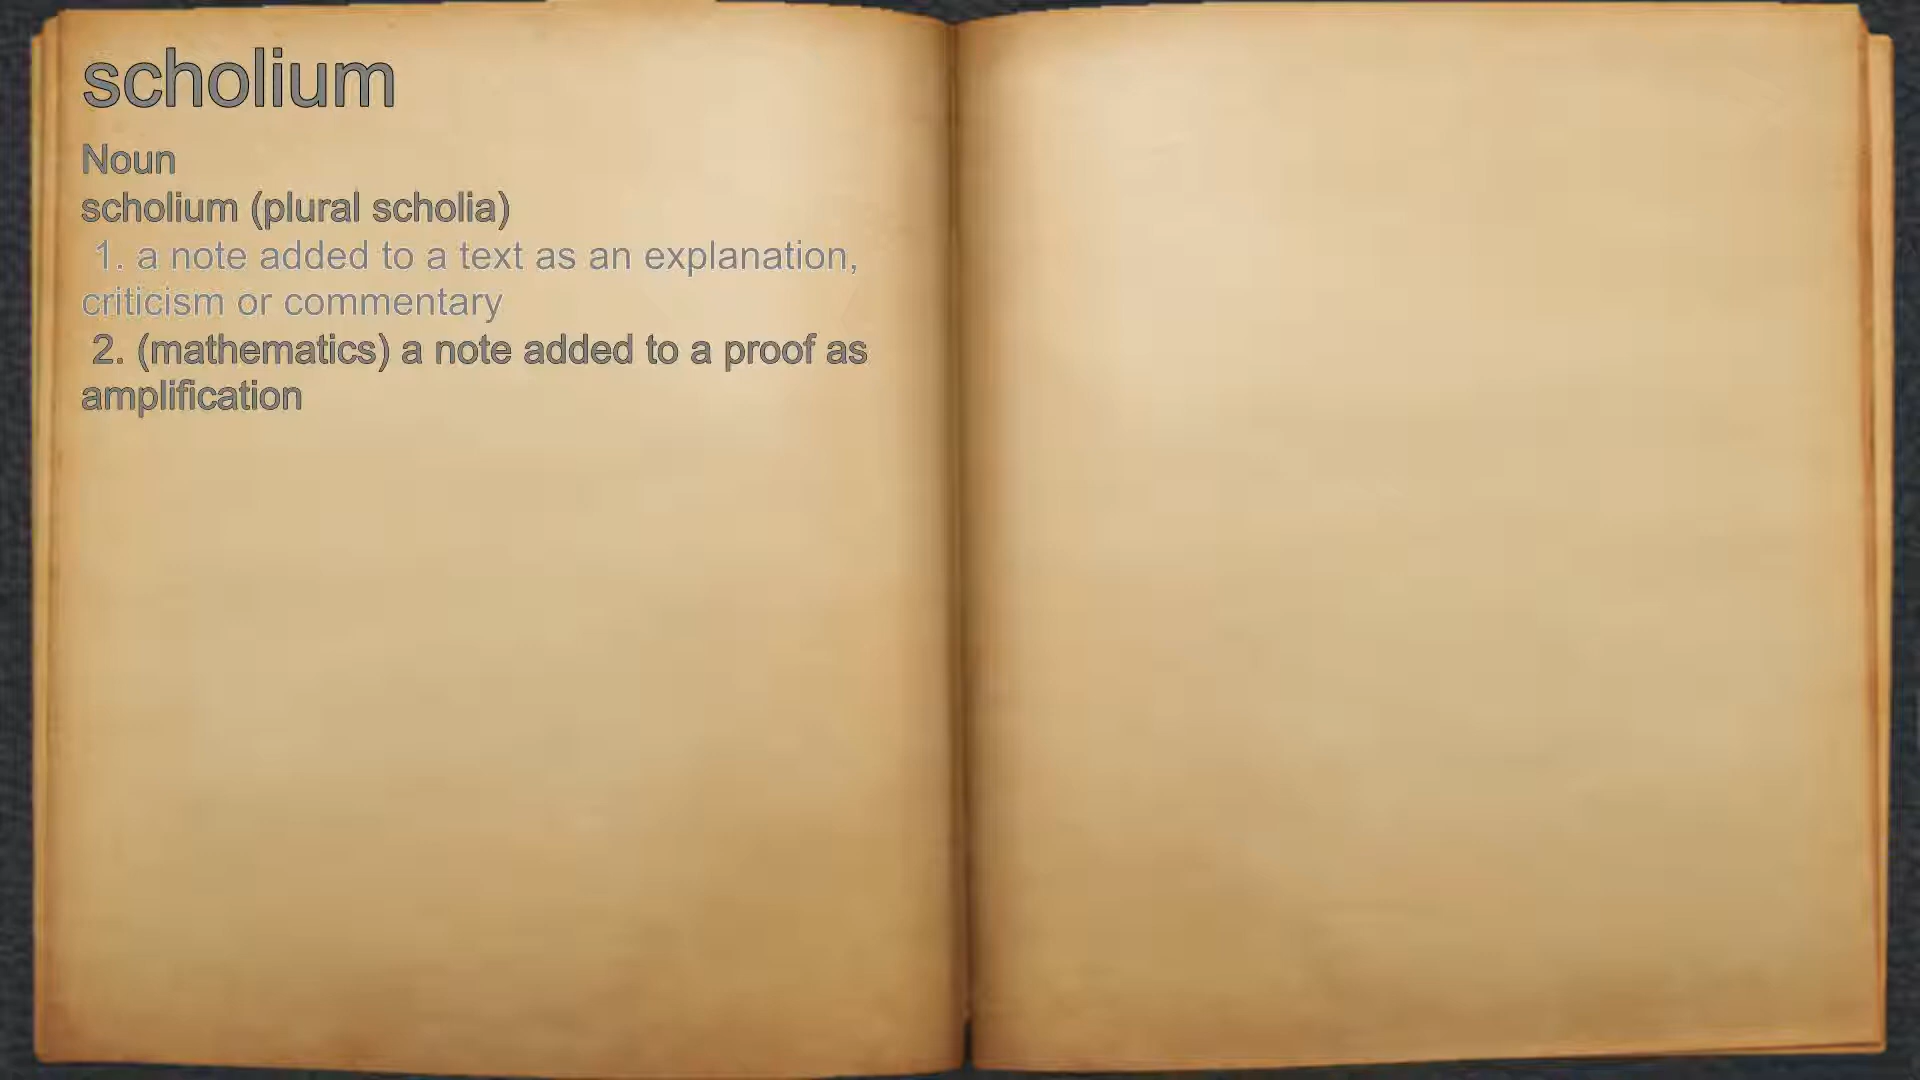 scholium
Noun
scholium (plural scholia)
1. a note added to a text as an explanation,
criticism or commentary
2. (mathematics) a note added to a proof as
amplification